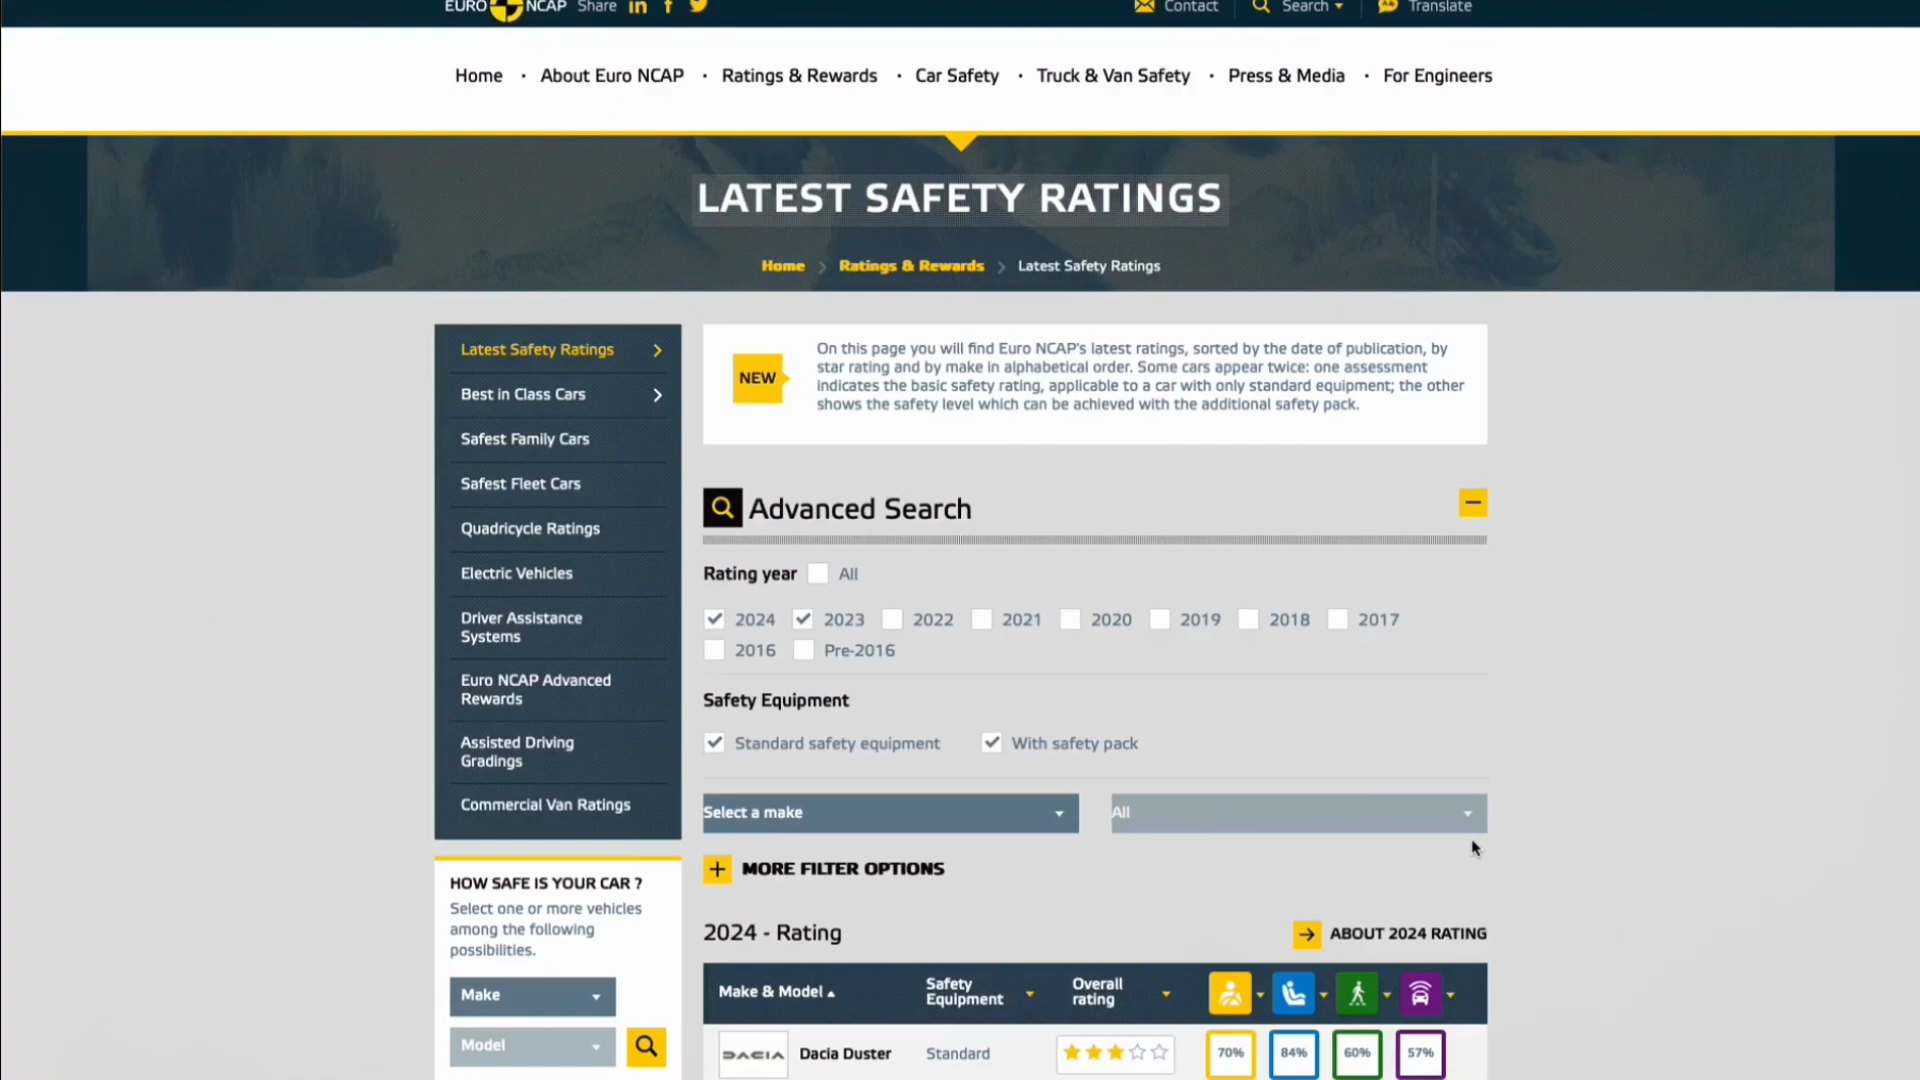 EURO NCAP Share in f
Contact Search Translate
Home · About Euro NCAP · Ratings & Rewards · Car Safety · Truck & Van Safety · Press & Media · For Engineers
LATEST SAFETY RATINGS
Home Ratings & Rewards Latest Safety Ratings
Latest Safety Ratings
Best in Class Cars
Safest Family Cars
Safest Fleet Cars
Quadricycle Ratings
Electric Vehicles
Driver Assistance
Systems
Euro NCAP Advanced
Rewards
Assisted Driving
Gradings
Commercial Van Ratings
HOW SAFE IS YOUR CAR ?
Select one or more vehicles
among the following
possibilities.
Make
Model
NEW
On this page you will find Euro NCAP's latest ratings, sorted by the date of publication, by
star rating and by make in alphabetical order. Some cars appear twice: one assessment
indicates the basic safety rating, applicable to a car with only standard equipment; the other
shows the safety level which can be achieved with the additional safety pack.
Advanced Search
Rating year All
2024 2023 2022 2021 2020 2019 2018 2017
2016 Pre-2016
Safety Equipment
Standard safety equipment With safety pack
Select a make All
MORE FILTER OPTIONS
2024 - Rating ABOUT 2024 RATING
Make & Model
Safety
Equipment
Overall
rating
DACIA Dacia Duster Standard 70% 84% 60% 57%